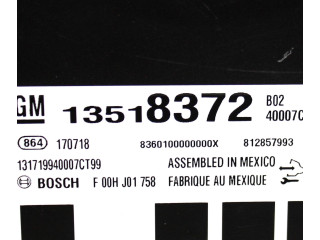 GM 13518372 B02
40007C
864 170718 8360100000000X 812857993
131719940007CT99 ASSEMBLED IN MEXICO
BOSCH F 00H J01 758 FABRIQUE AU MEXIQUE